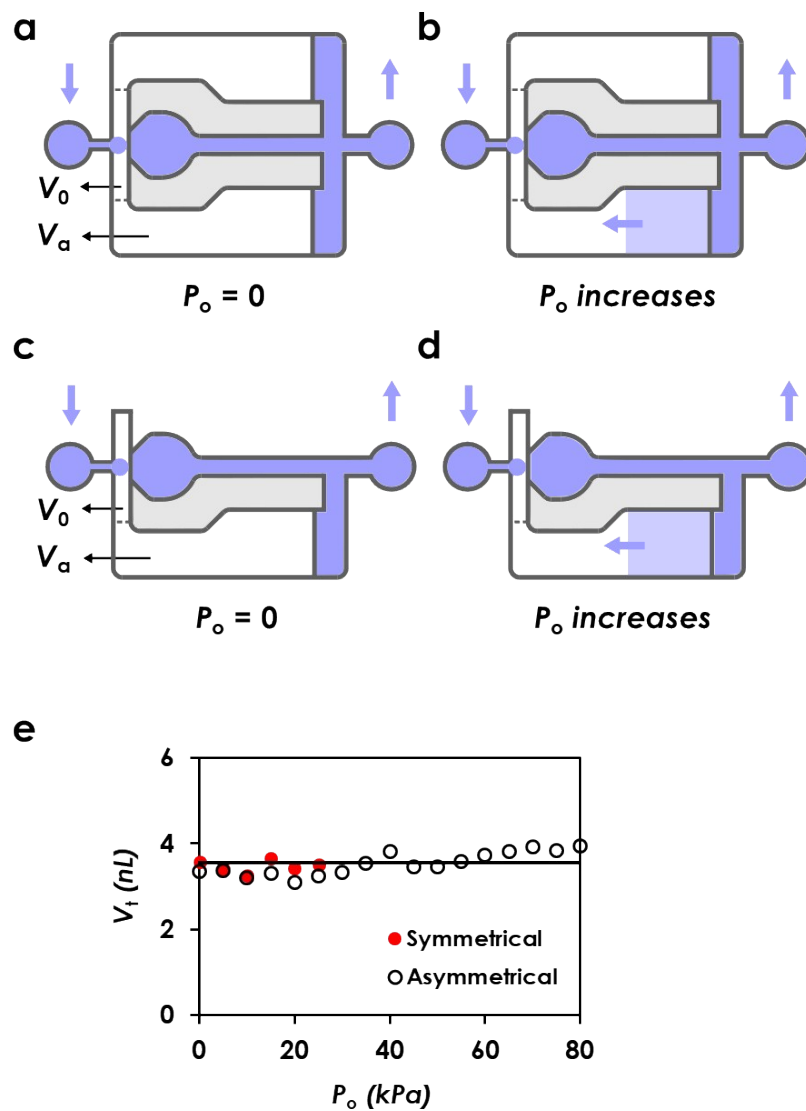 a
b
V₀
Vₐ
Pₒ = 0
Pₒ increases
c
d
V₀
Vₐ
Pₒ = 0
Pₒ increases
e
6
4
2
0
Vₜ (nL)
Symmetrical
Asymmetrical
0 20 40 60 80
Pₒ (kPa)